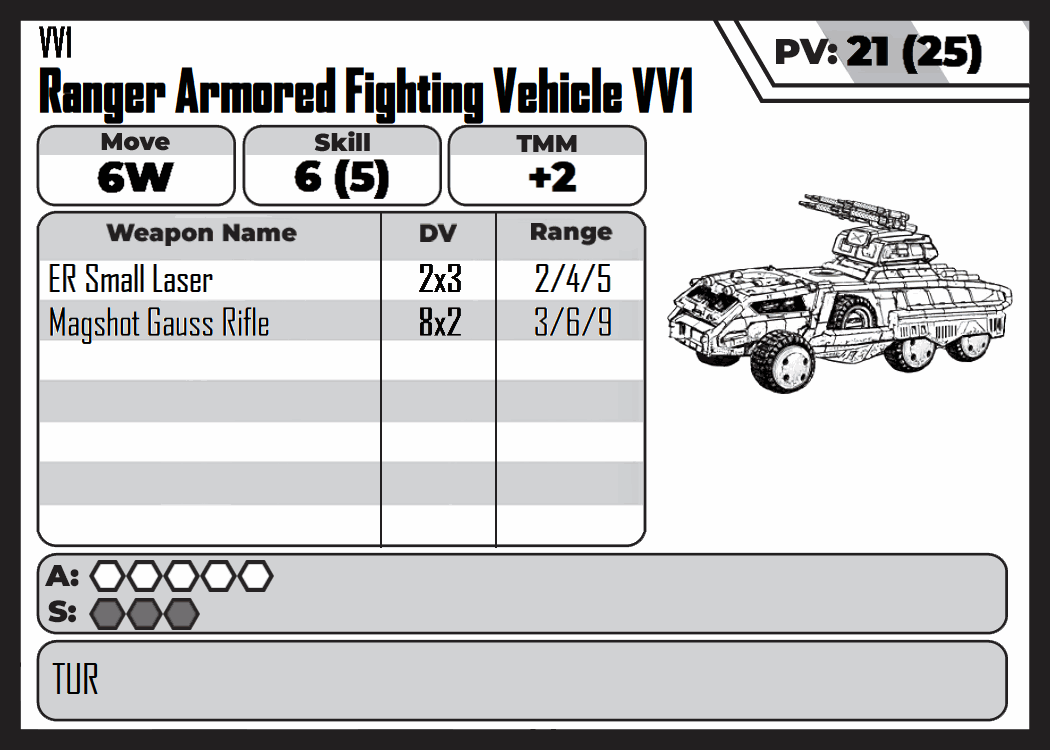 VV1
PV: 21 (25)
Ranger Armored Fighting Vehicle VV1
Move Skill TMM
6W 6 (5) +2
Weapon Name DV Range
ER Small Laser 2x3 2/4/5
Magshot Gauss Rifle 8x2 3/6/9
A:
S:
TUR